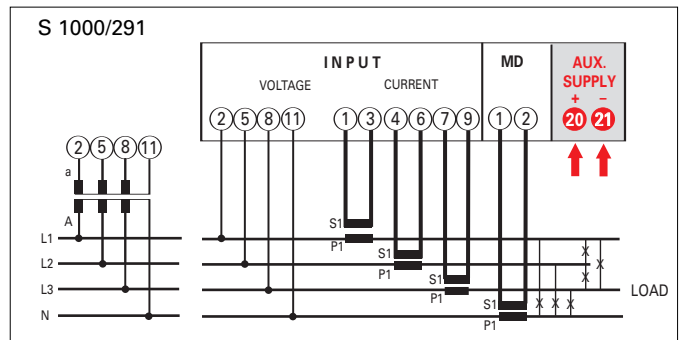 S 1000/291
INPUT
MD
AUX.
SUPPLY
VOLTAGE
CURRENT
+ –
2 5 8 11 1 3 4 6 7 9 1 2 20 21
2 5 8 11
a
A
S1
P1
L1
S1
P1
L2
S1
P1
L3
LOAD
S1
P1
N
X X X X X X